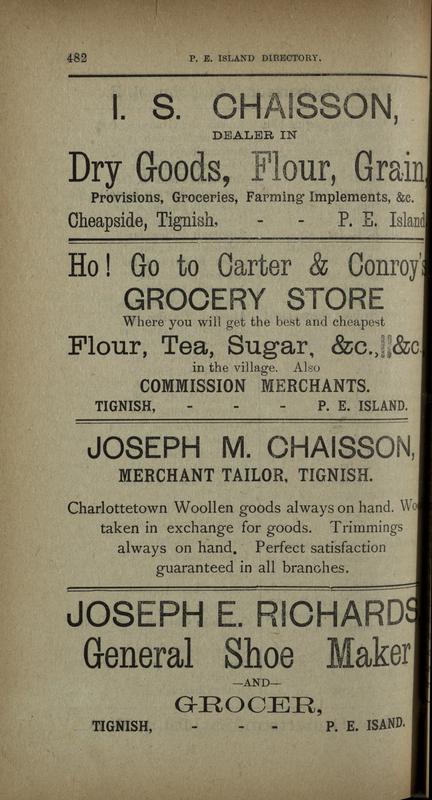 482 P. E. ISLAND DIRECTORY.
I. S. CHAISSON,
DEALER IN
Dry Goods, Flour, Grain,
Provisions, Groceries, Farming Implements, &c.
Cheapside, Tignish, - - P. E. Island
Ho! Go to Carter & Conroy's
GROCERY STORE
Where you will get the best and cheapest
Flour, Tea, Sugar, &c., &c.
in the village. Also
COMMISSION MERCHANTS.
TIGNISH, - - - P. E. ISLAND.
JOSEPH M. CHAISSON,
MERCHANT TAILOR, TIGNISH.
Charlottetown Woollen goods always on hand.
taken in exchange for goods. Trimmings
always on hand. Perfect satisfaction
guaranteed in all branches.
JOSEPH E. RICHARDS
General Shoe Maker
—AND—
GROCER,
TIGNISH, - - - P. E. ISAND.